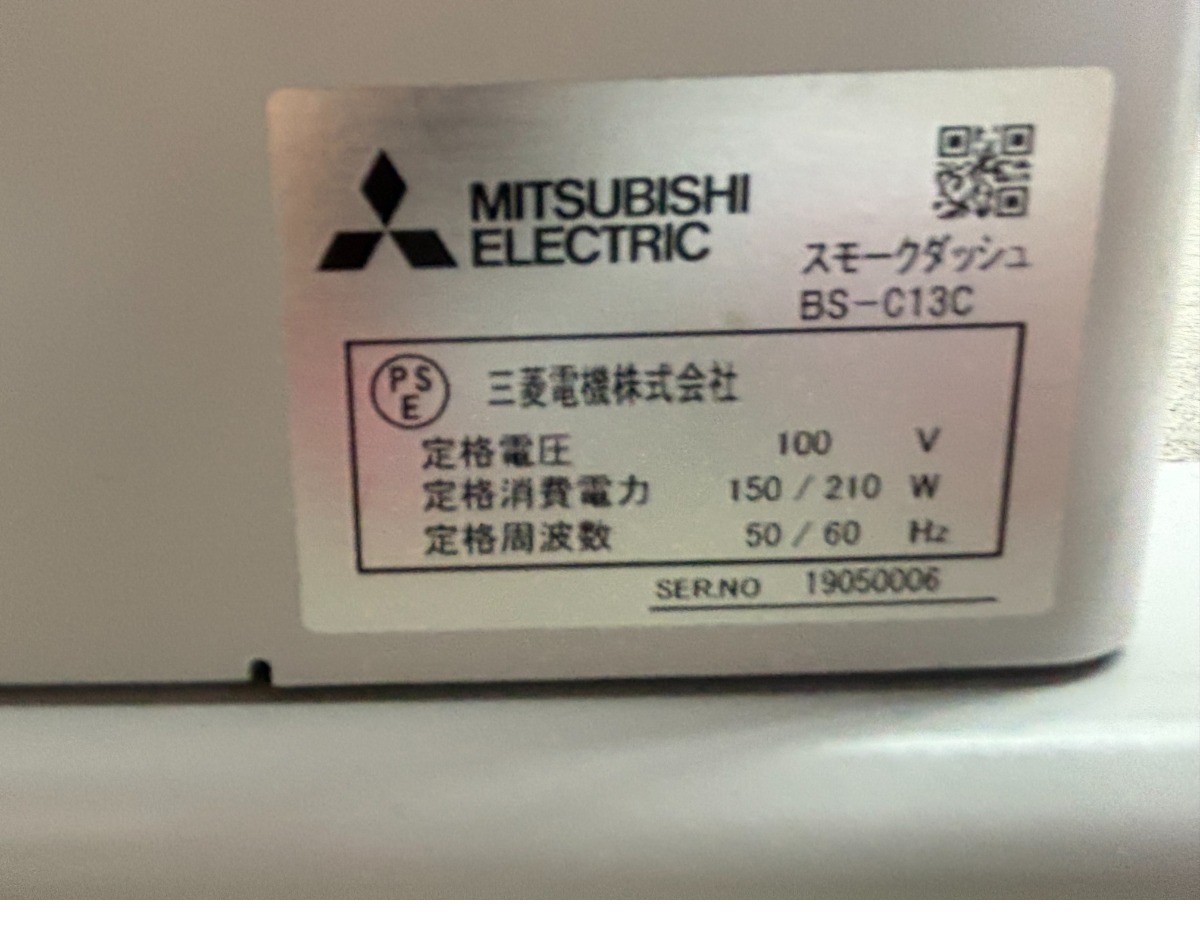 MITSUBISHI
ELECTRIC
スモークダッシュ
BS-C13C
PSE 三菱電機株式会社
定格電圧 100 V
定格消費電力 150 / 210 W
定格周波数 50 / 60 Hz
SER.NO 19050006